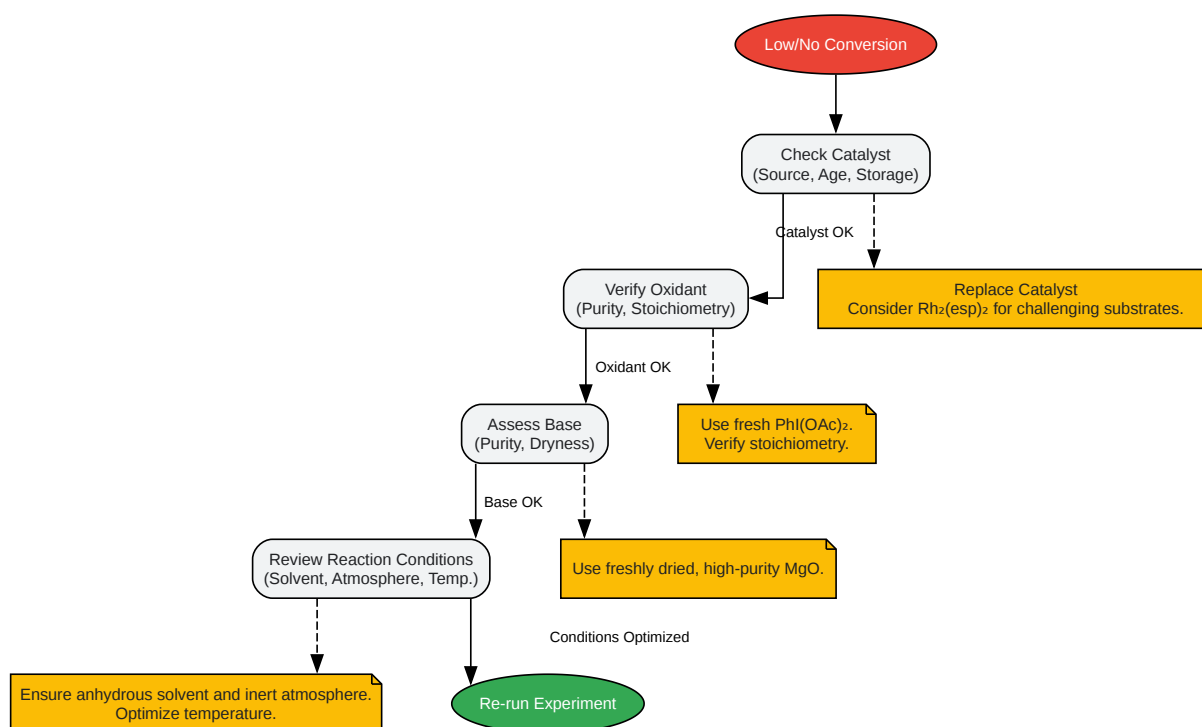 Low/No Conversion
Check Catalyst
(Source, Age, Storage)
Catalyst OK
Verify Oxidant
(Purity, Stoichiometry)
Replace Catalyst
Consider Rh₂(esp)₂ for challenging substrates.
Oxidant OK
Assess Base
(Purity, Dryness)
Use fresh PhI(OAc)₂.
Verify stoichiometry.
Base OK
Review Reaction Conditions
(Solvent, Atmosphere, Temp.)
Use freshly dried, high-purity MgO.
Conditions Optimized
Ensure anhydrous solvent and inert atmosphere.
Optimize temperature.
Re-run Experiment